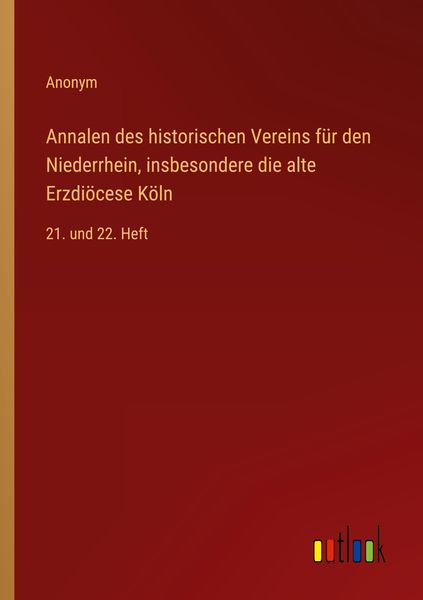 Anonym
Annalen des historischen Vereins für den
Niederrhein, insbesondere die alte
Erzdiöcese Köln
21. und 22. Heft
outlook